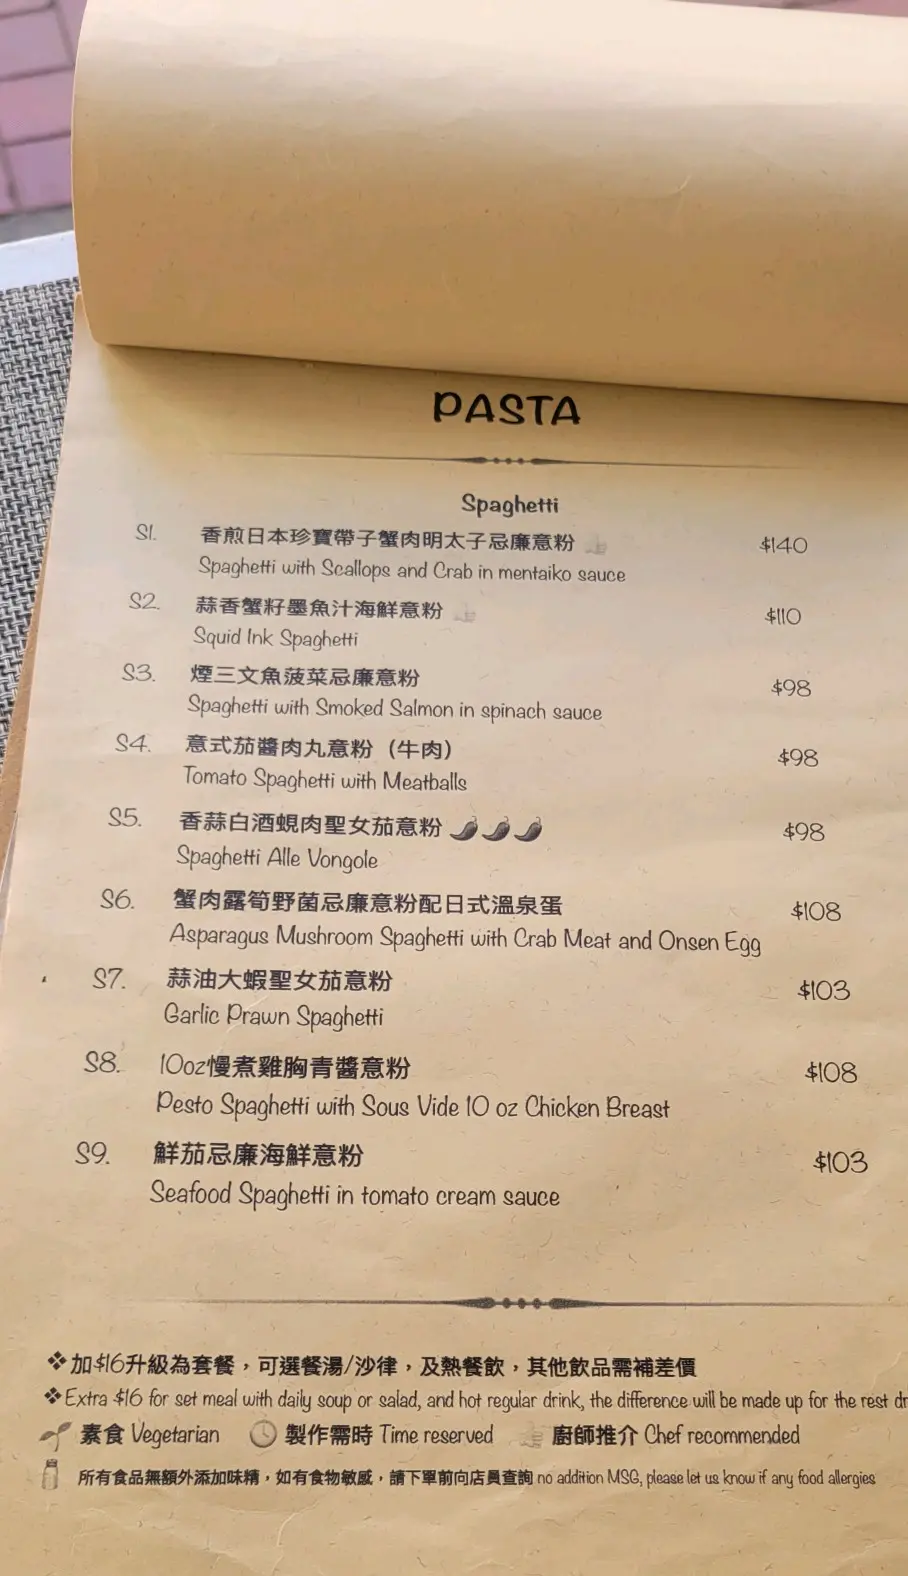 PASTA
Spaghetti
S1. 香煎日本珍寶帶子蟹肉明太子忌廉意粉 $140
Spaghetti with Scallops and Crab in mentaiko sauce
S2. 蒜香蟹籽墨魚汁海鮮意粉 $110
Squid Ink Spaghetti
S3. 煙三文魚菠菜忌廉意粉 $98
Spaghetti with Smoked Salmon in spinach sauce
S4. 意式茄醬肉丸意粉（牛肉） $98
Tomato Spaghetti with Meatballs
S5. 香蒜白酒蜆肉聖女茄意粉 $98
Spaghetti Alle Vongole
S6. 蟹肉露筍野菌忌廉意粉配日式溫泉蛋 $108
Asparagus Mushroom Spaghetti with Crab Meat and Onsen Egg
S7. 蒜油大蝦聖女茄意粉 $103
Garlic Prawn Spaghetti
S8. 10oz慢煮雞胸青醬意粉 $108
Pesto Spaghetti with Sous Vide 10 oz Chicken Breast
S9. 鮮茄忌廉海鮮意粉 $103
Seafood Spaghetti in tomato cream sauce
❖加$16升級為套餐，可選餐湯/沙律，及熱餐飲，其他飲品需補差價
❖Extra $16 for set meal with daily soup or salad, and hot regular drink, the difference will be made up for the rest dr
素食 Vegetarian 製作需時 Time reserved 廚師推介 Chef recommended
所有食品無額外添加味精，如有食物敏感，請下單前向店員查詢 no addition MSG, please let us know if any food allergies